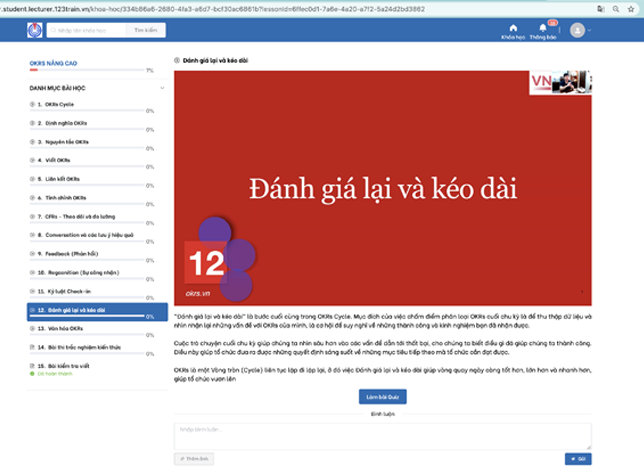 .student.lecturer.123train.vn/khoa-hoc/334b86a6-2680-4fa3-a6d7-bcf30ac6861b?lessonId=6f1ec0d1-7a6e-4a20-a7f2-5a24d2bd3862
Nhập tên khóa học
Tìm kiếm
Khóa học
Thông báo
OKRS NÂNG CAO
7%
DANH MỤC BÀI HỌC
1. OKRs Cycle
0%
2. Định nghĩa OKRs
0%
3. Nguyên tắc OKRs
0%
4. Viết OKRs
0%
5. Liên kết OKRs
0%
6. Tinh chỉnh OKRs
0%
7. CFRs - Theo dõi và đo lường
0%
8. Conversation và các lưu ý hiệu quả
0%
9. Feedback (Phản hồi)
0%
10. Recognition (Sự công nhận)
0%
11. Kỷ luật Check-in
0%
12. Đánh giá lại và kéo dài
0%
13. Văn hóa OKRs
0%
14. Bài thi trắc nghiệm kiến thức
0%
15. Bài kiểm tra viết
Đã hoàn thành
Đánh giá lại và kéo dài
VN
Đánh giá lại và kéo dài
12
okrs.vn
"Đánh giá lại và kéo dài" là bước cuối cùng trong OKRs Cycle. Mục đích của việc chấm điểm phân loại OKRs cuối chu kỳ là để thu thập dữ liệu và
nhìn nhận lại những vấn đề với OKRs của mình, là cơ hội để suy nghĩ về những thành công và kinh nghiệm bạn đã nhận được.
Cuộc trò chuyện cuối chu kỳ giúp chúng ta nhìn sâu hơn vào các vấn đề dẫn tới thất bại, cho chúng ta biết điều gì đã giúp chúng ta thành công.
Điều này giúp tổ chức đưa ra được những quyết định sáng suốt về những mục tiêu tiếp theo mà tổ chức cần đạt được.
OKRs là một Vòng tròn (Cycle) liên tục lặp đi lặp lại, ở đó việc Đánh giá lại và kéo dài giúp vòng quay ngày càng tốt hơn, lớn hơn và nhanh hơn,
giúp tổ chức vươn lên
Làm bài Quiz
Bình luận
Nhập bình luận...
Thêm ảnh
Gửi